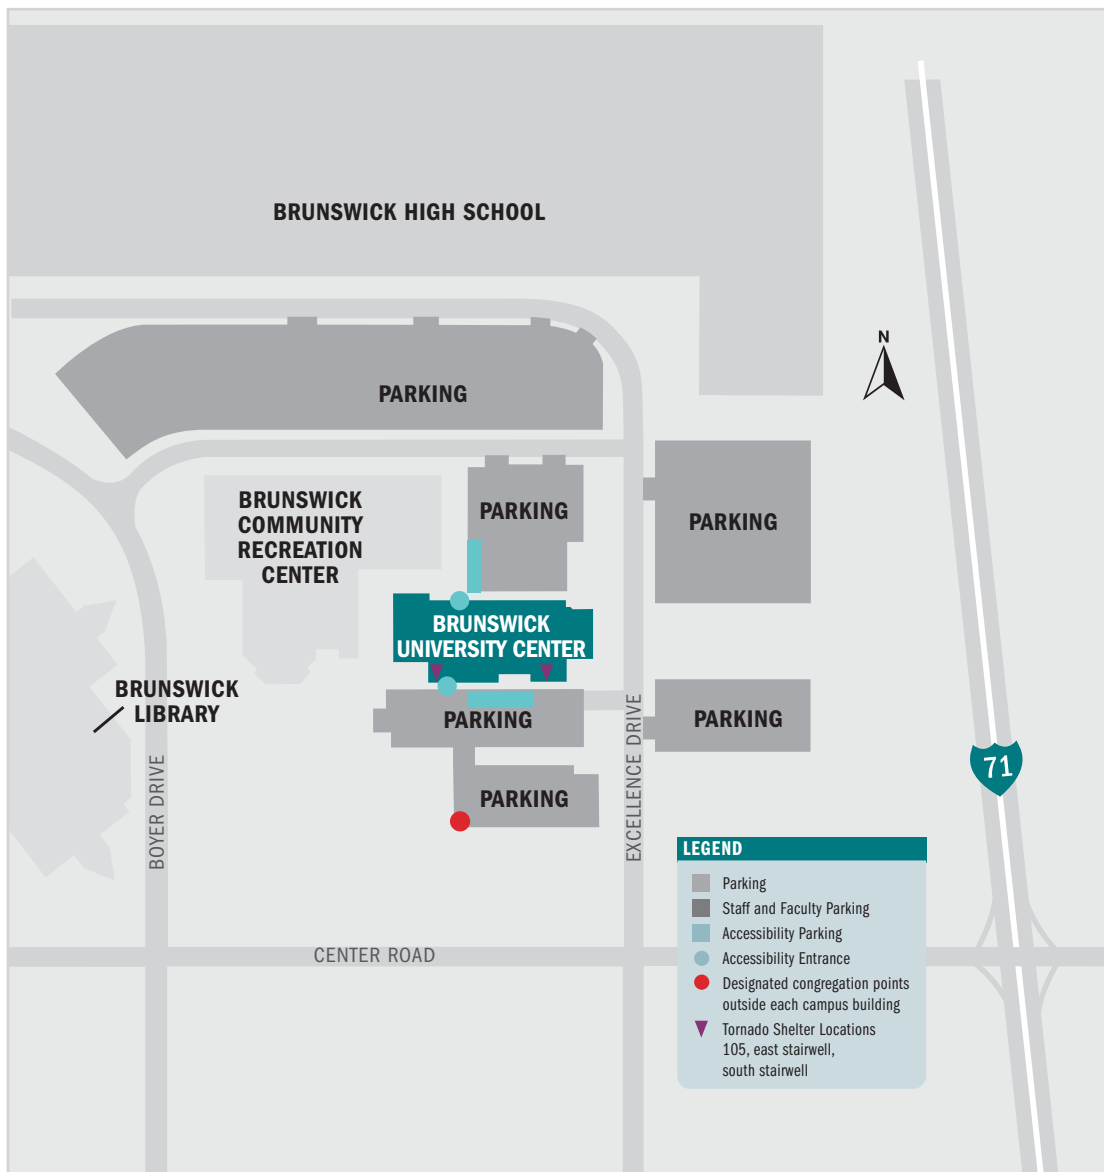 BRUNSWICK HIGH SCHOOL
N
PARKING
BRUNSWICK
COMMUNITY
RECREATION
CENTER
PARKING
PARKING
BRUNSWICK
UNIVERSITY CENTER
BRUNSWICK
LIBRARY
PARKING
PARKING
71
PARKING
BOYER DRIVE
EXCELLENCE DRIVE
CENTER ROAD
LEGEND
Parking
Staff and Faculty Parking
Accessibility Parking
Accessibility Entrance
Designated congregation points
outside each campus building
Tornado Shelter Locations
105, east stairwell,
south stairwell